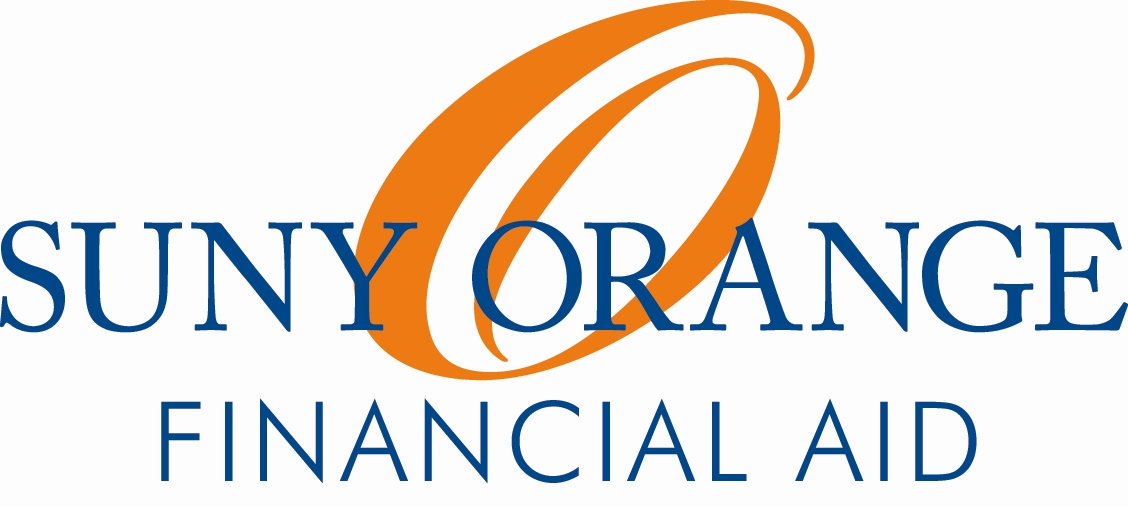 SUNY ORANGE
FINANCIAL AID